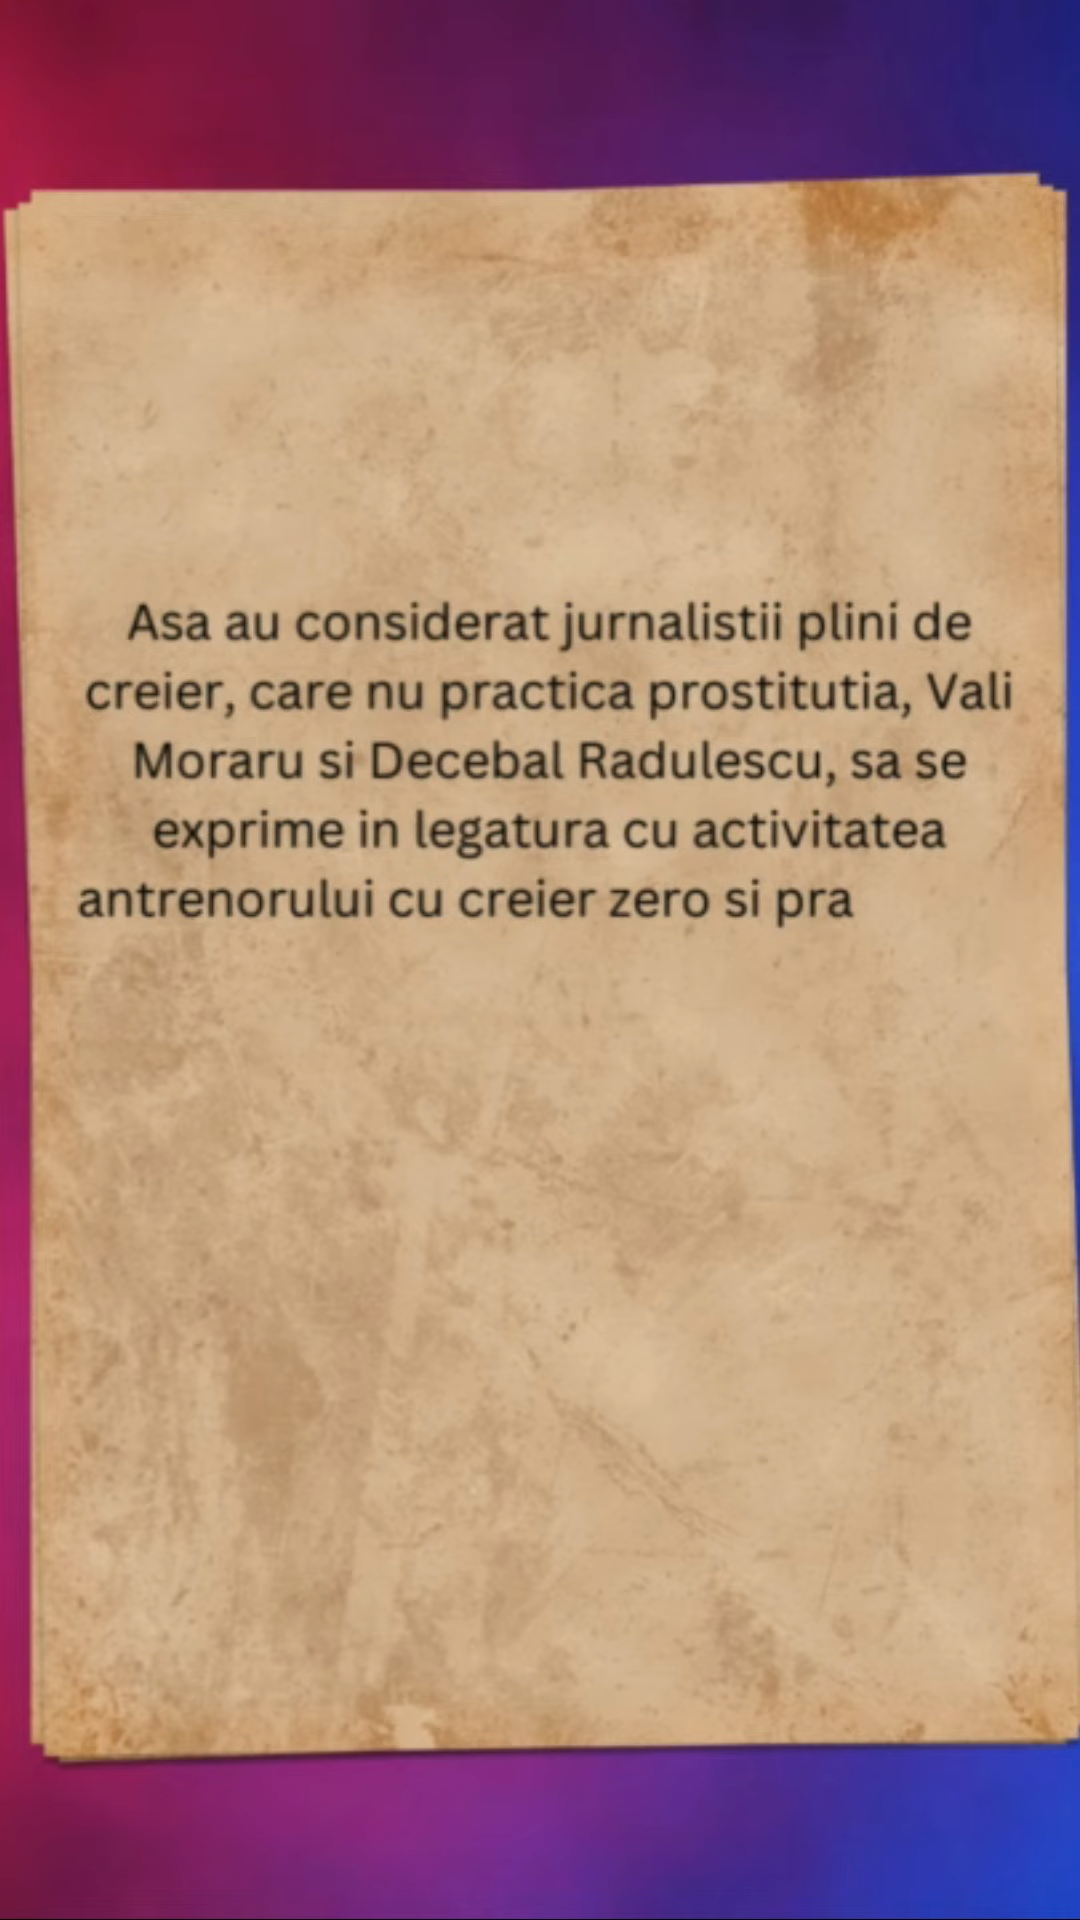 Asa au considerat jurnalistii plini de
creier, care nu practica prostitutia, Vali
Moraru si Decebal Radulescu, sa se
exprime in legatura cu activitatea
antrenorului cu creier zero si pra